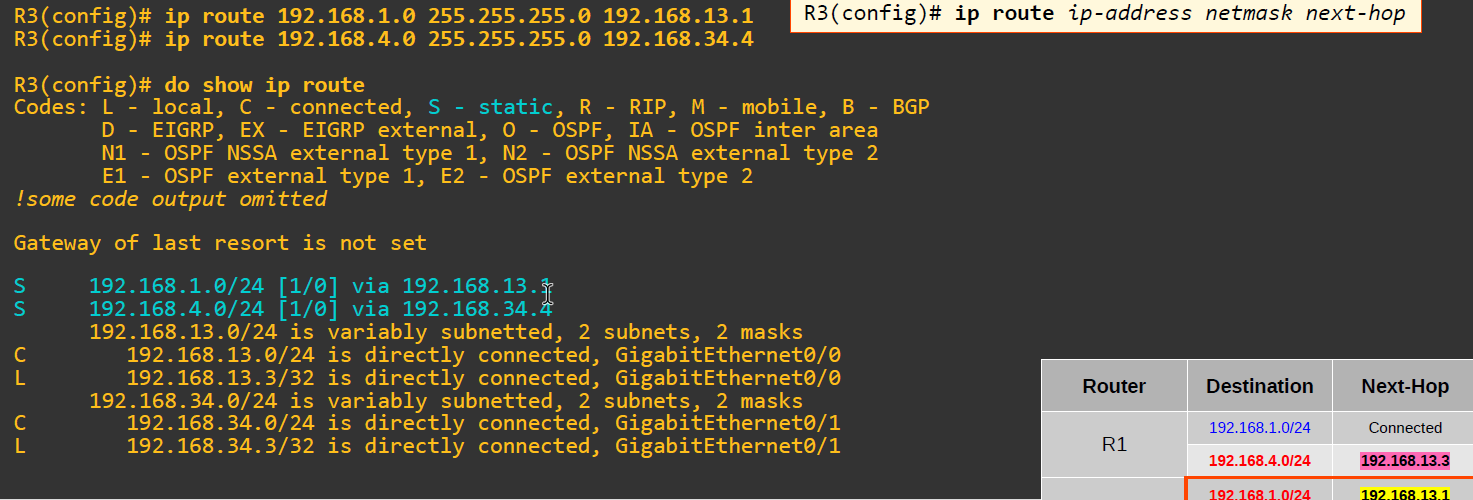 R3(config)# ip route 192.168.1.0 255.255.255.0 192.168.13.1
R3(config)# ip route 192.168.4.0 255.255.255.0 192.168.34.4
R3(config)# ip route ip-address netmask next-hop
R3(config)# do show ip route
Codes: L - local, C - connected, S - static, R - RIP, M - mobile, B - BGP
       D - EIGRP, EX - EIGRP external, O - OSPF, IA - OSPF inter area
       N1 - OSPF NSSA external type 1, N2 - OSPF NSSA external type 2
       E1 - OSPF external type 1, E2 - OSPF external type 2
!some code output omitted
Gateway of last resort is not set
S     192.168.1.0/24 [1/0] via 192.168.13.1
S     192.168.4.0/24 [1/0] via 192.168.34.4
      192.168.13.0/24 is variably subnetted, 2 subnets, 2 masks
C        192.168.13.0/24 is directly connected, GigabitEthernet0/0
L        192.168.13.3/32 is directly connected, GigabitEthernet0/0
      192.168.34.0/24 is variably subnetted, 2 subnets, 2 masks
C        192.168.34.0/24 is directly connected, GigabitEthernet0/1
L        192.168.34.3/32 is directly connected, GigabitEthernet0/1
Router Destination Next-Hop
R1 192.168.1.0/24 Connected
192.168.4.0/24 192.168.13.3
192.168.1.0/24 192.168.13.1